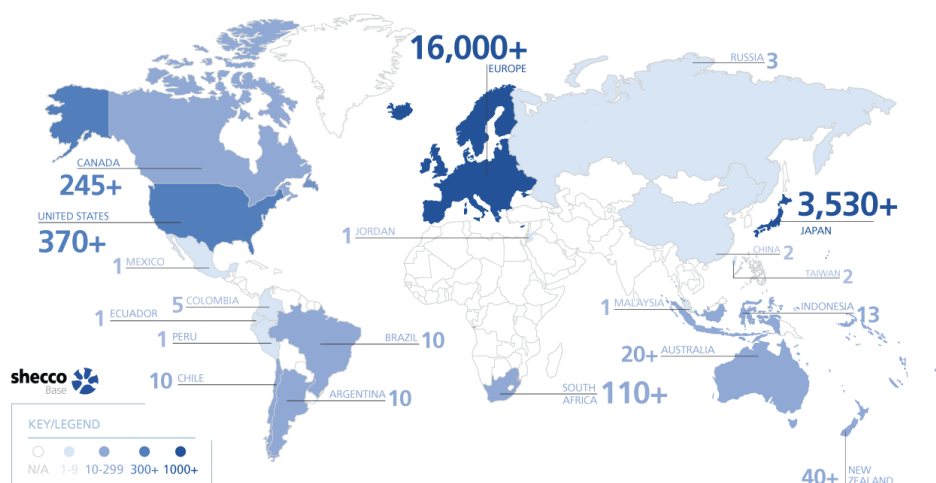 16,000+
EUROPE
RUSSIA 3
CANADA
245+
UNITED STATES
370+
3,530+
JAPAN
1 JORDAN
CHINA 2
1 MEXICO
TAIWAN 2
5 COLOMBIA
1 MALAYSIA
INDONESIA 13
1 ECUADOR
1 PERU
BRAZIL 10
20+ AUSTRALIA
10 CHILE
ARGENTINA 10
SOUTH
AFRICA 110+
shecco
Base
KEY/LEGEND
N/A 1-9 10-299 300+ 1000+
40+ NEW
ZEALAND